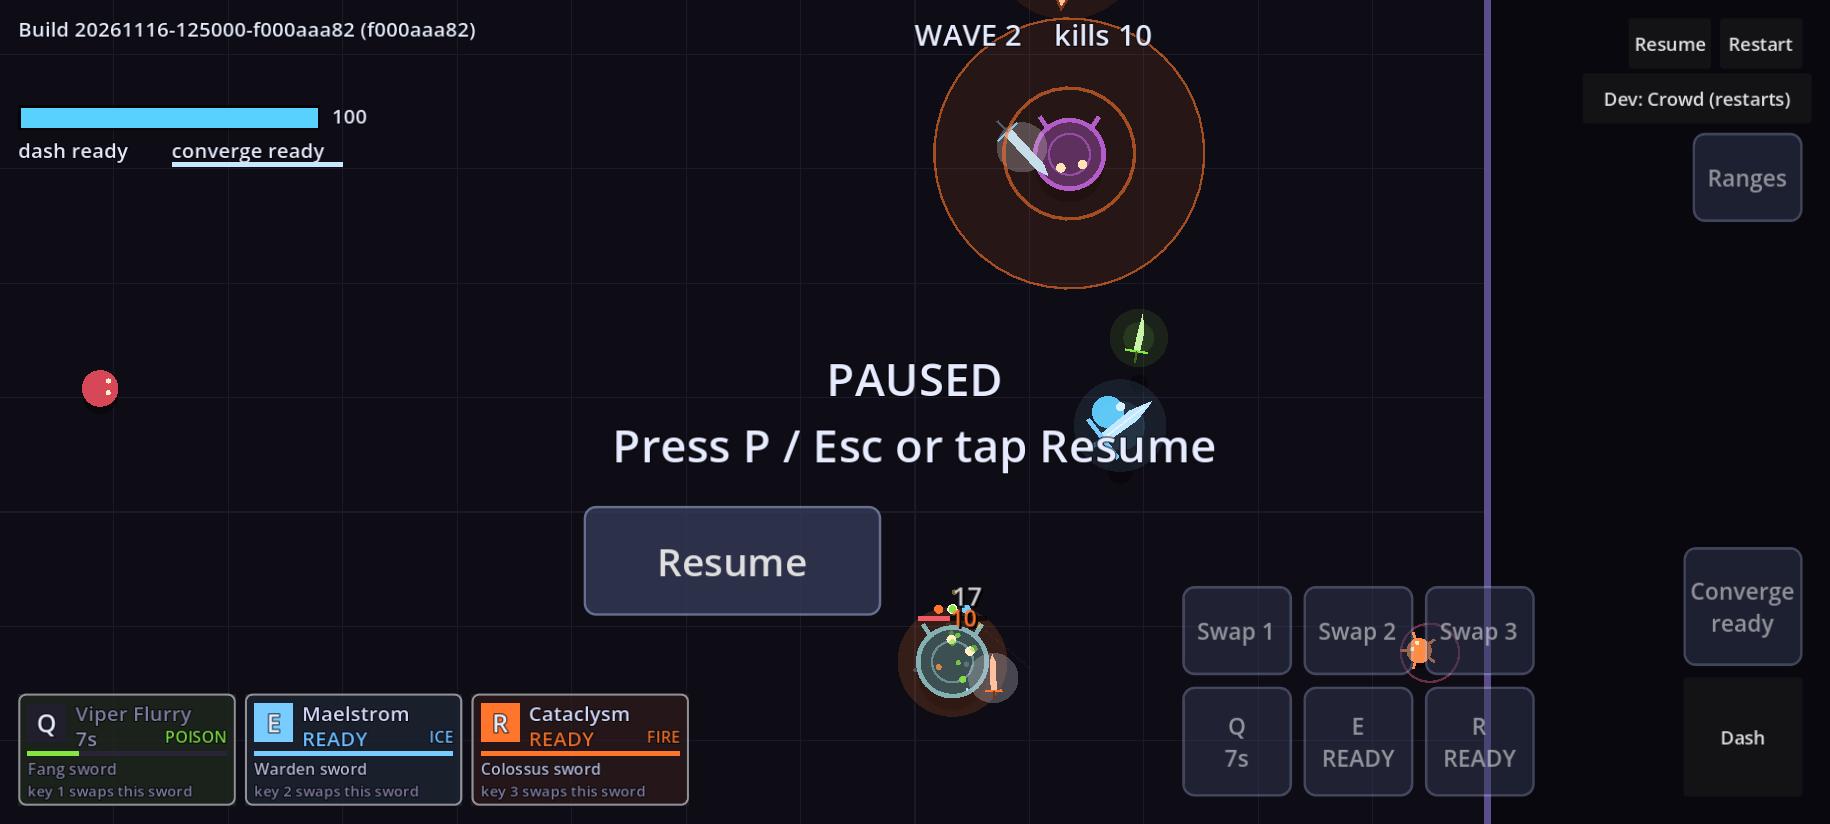 Build 20261116-125000-f000aaa82 (f000aaa82)
WAVE 2 kills 10
Resume Restart
Dev: Crowd (restarts)
100
dash ready converge ready
Ranges
PAUSED
Press P / Esc or tap Resume
Resume
17
10
Swap 1 Swap 2 Swap 3
Converge
ready
Q
Viper Flurry
7s POISON
Fang sword
key 1 swaps this sword
E
Maelstrom
READY ICE
Warden sword
key 2 swaps this sword
R
Cataclysm
READY FIRE
Colossus sword
key 3 swaps this sword
Q
7s
E
READY
R
READY
Dash